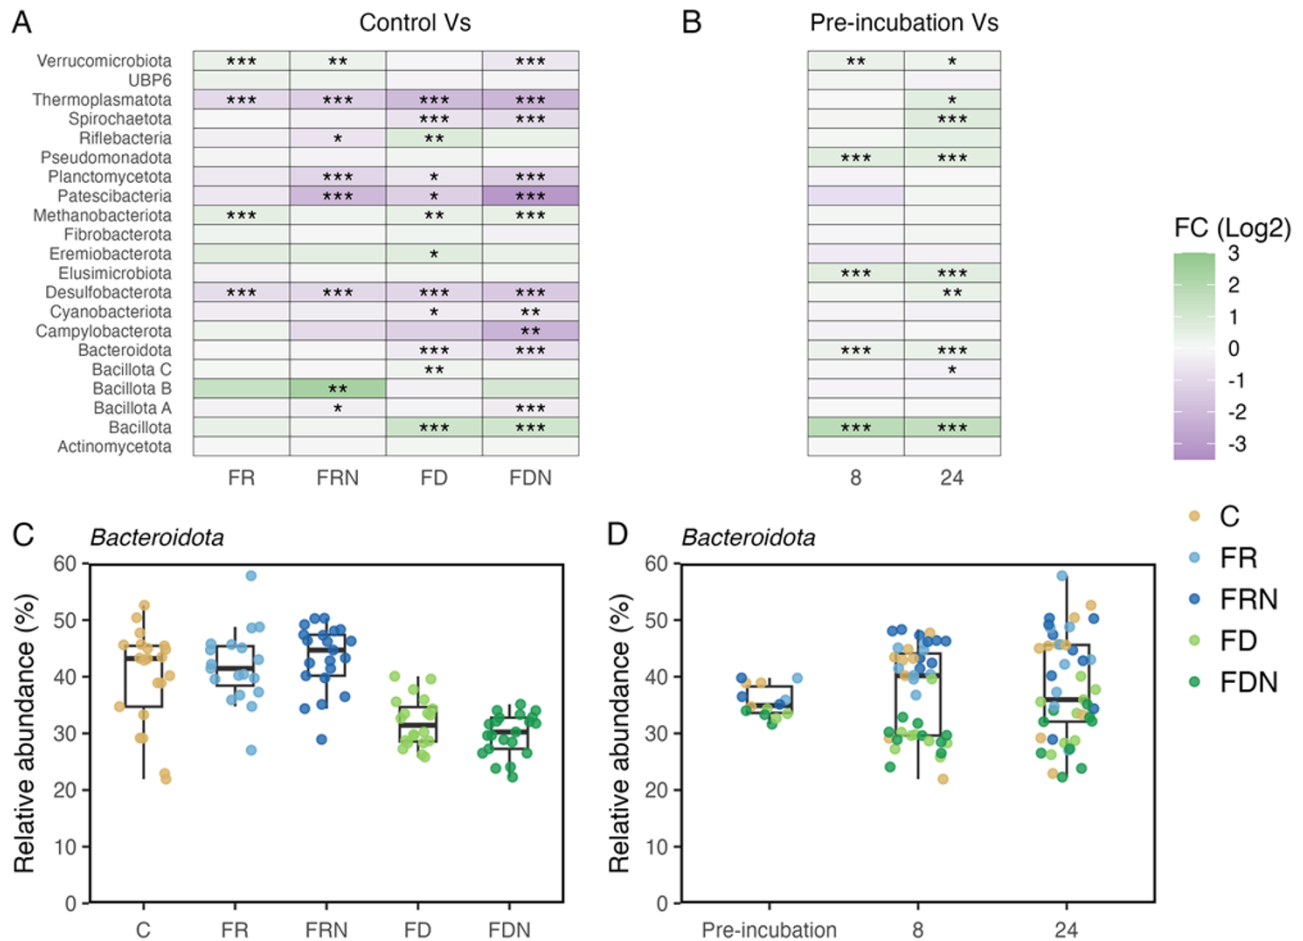 A Control Vs B Pre-incubation Vs
Verrucomicrobiota *** ** *** ** *
UBP6
Thermoplasmatota *** *** *** *** *
Spirochaetota *** *** ***
Riflebacteria * **
Pseudomonadota *** ***
Planctomycetota *** * ***
Patescibacteria *** * ***
Methanobacteriota *** ** ***
Fibrobacterota
Eremiobacterota *
Elusimicrobiota *** ***
Desulfobacterota *** *** *** *** **
Cyanobacteriota * **
Campylobacterota **
Bacteroidota *** *** *** ***
Bacillota C ** *
Bacillota B **
Bacillota A * ***
Bacillota *** *** *** ***
Actinomycetota
FR FRN FD FDN 8 24
FC (Log2)
3
2
1
0
-1
-2
-3
C Bacteroidota
Relative abundance (%)
60
50
40
30
20
10
0
C FR FRN FD FDN
D Bacteroidota
Relative abundance (%)
60
50
40
30
20
10
0
Pre-incubation 8 24
C
FR
FRN
FD
FDN